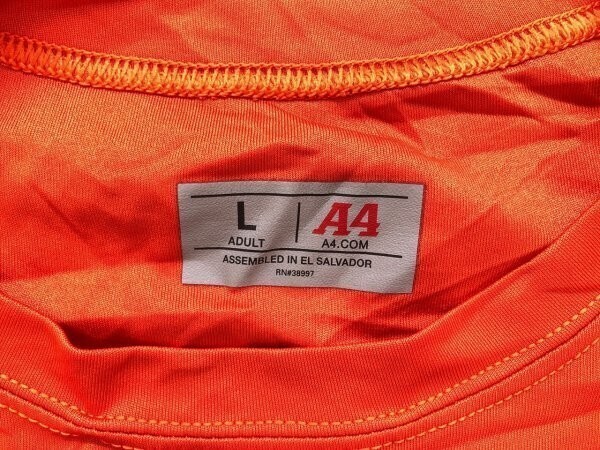 L A4
ADULT A4.COM
ASSEMBLED IN EL SALVADOR
RN#38997